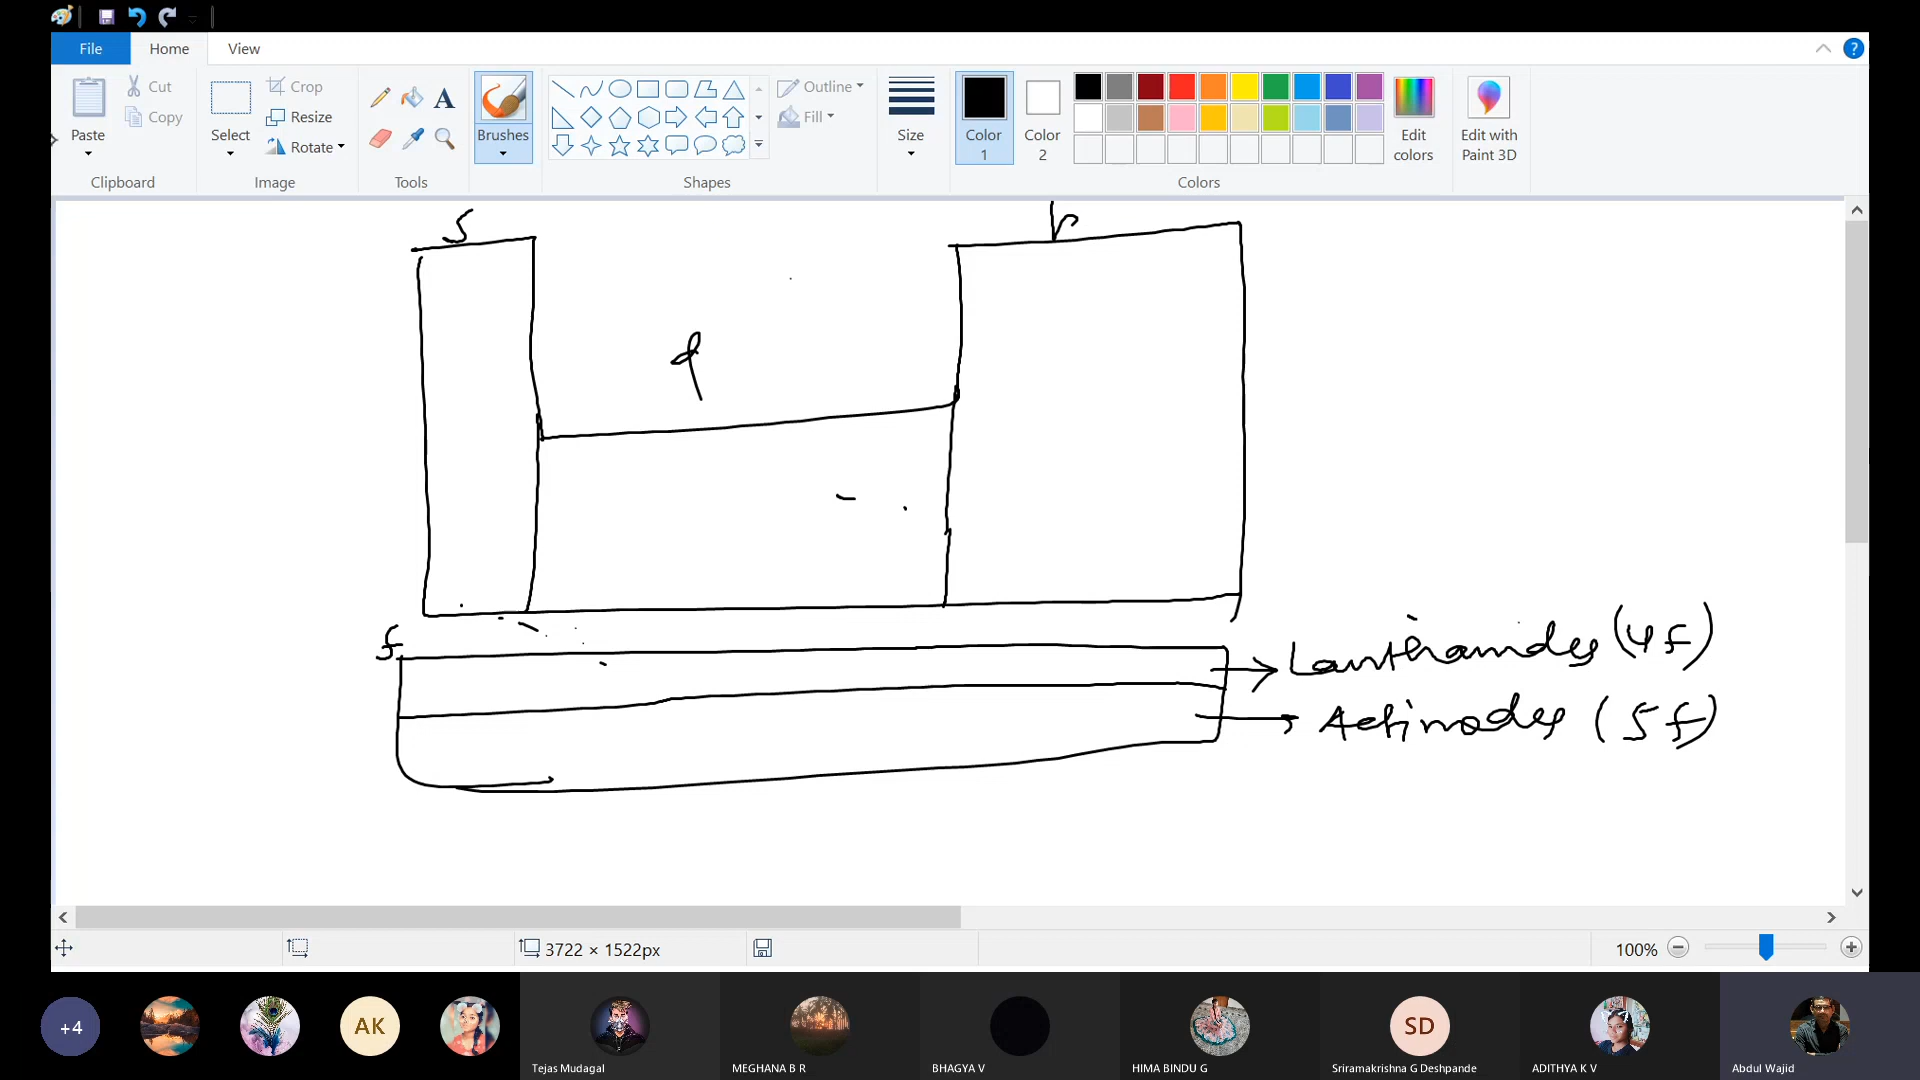 File Home View
Paste Cut Copy Clipboard
Select Crop Resize Rotate Image
Tools
Brushes
Outline Fill Shapes
Size
Color 1
Color 2
Edit colors
Edit with Paint 3D
Colors
S
p
d
f
Lanthanides (4f)
Actinodes (5f)
3722 × 1522px
100%
+4
AK
SD
Tejas Mudagal
MEGHANA B R
BHAGYA V
HIMA BINDU G
Sriramakrishna G Deshpande
ADITHYA K V
Abdul Wajid